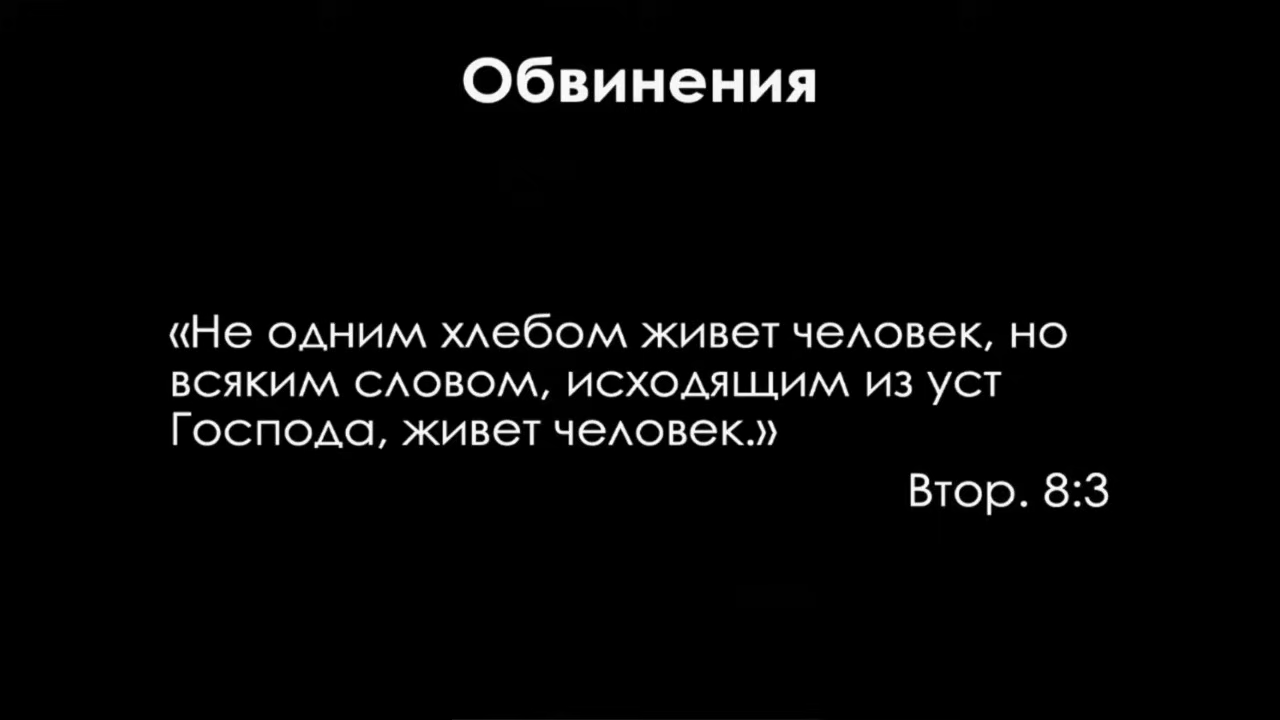 Обвинения
«Не одним хлебом живет человек, но
всяким словом, исходящим из уст
Господа, живет человек.»
Втор. 8:3